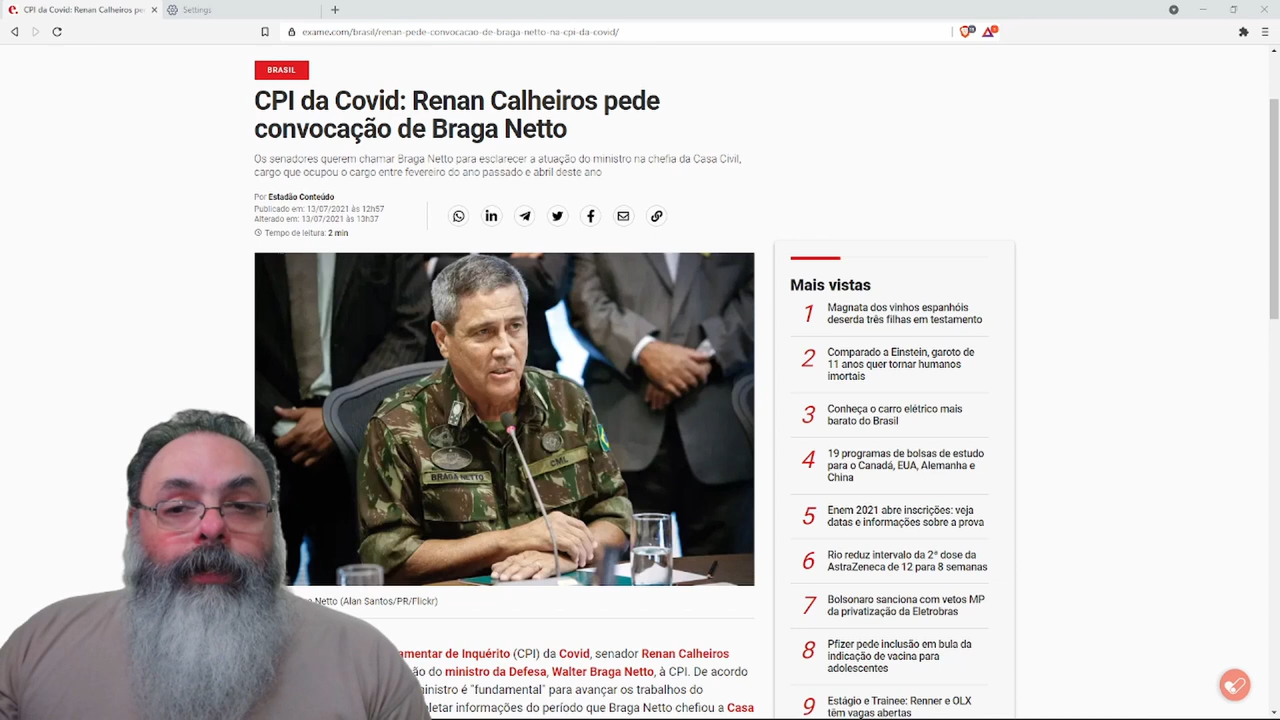 CPI da Covid: Renan Calheiros pe
Settings
exame.com/brasil/renan-pede-convocacao-de-braga-netto-na-cpi-da-covid/
BRASIL
CPI da Covid: Renan Calheiros pede
convocação de Braga Netto
Os senadores querem chamar Braga Netto para esclarecer a atuação do ministro na chefia da Casa Civil,
cargo que ocupou o cargo entre fevereiro do ano passado e abril deste ano
Por Estadão Conteúdo
Publicado em: 13/07/2021 às 12h57
Alterado em: 13/07/2021 às 13h37
Tempo de leitura: 2 min
BRAGA NETTO
CML
Netto (Alan Santos/PR/Flickr)
amentar de Inquérito (CPI) da Covid, senador Renan Calheiros
ão do ministro da Defesa, Walter Braga Netto, à CPI. De acordo
inistro é "fundamental" para avançar os trabalhos do
letar informações do período que Braga Netto chefiou a Casa
Mais vistas
1 Magnata dos vinhos espanhóis
deserda três filhas em testamento
2 Comparado a Einstein, garoto de
11 anos quer tornar humanos
imortais
3 Conheça o carro elétrico mais
barato do Brasil
4 19 programas de bolsas de estudo
para o Canadá, EUA, Alemanha e
China
5 Enem 2021 abre inscrições: veja
datas e informações sobre a prova
6 Rio reduz intervalo da 2ª dose da
AstraZeneca de 12 para 8 semanas
7 Bolsonaro sanciona com vetos MP
da privatização da Eletrobras
8 Pfizer pede inclusão em bula da
indicação de vacina para
adolescentes
9 Estágio e Trainee: Renner e OLX
têm vagas abertas